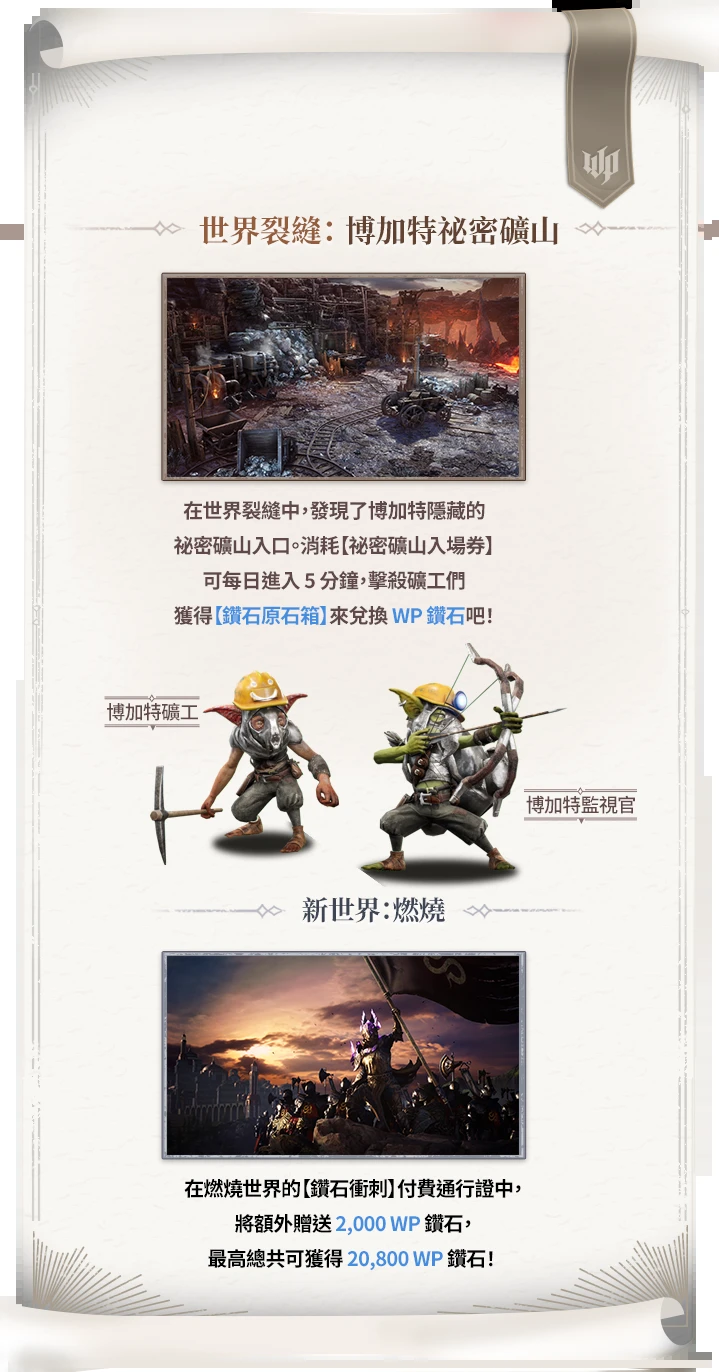 WP
世界裂縫：博加特祕密礦山
在世界裂縫中，發現了博加特隱藏的
祕密礦山入口。消耗【祕密礦山入場券】
可每日進入 5 分鐘，擊殺礦工們
獲得【鑽石原石箱】來兌換 WP 鑽石吧！
博加特礦工
博加特監視官
新世界：燃燒
在燃燒世界的【鑽石衝刺】付費通行證中，
將額外贈送 2,000 WP 鑽石，
最高總共可獲得 20,800 WP 鑽石！